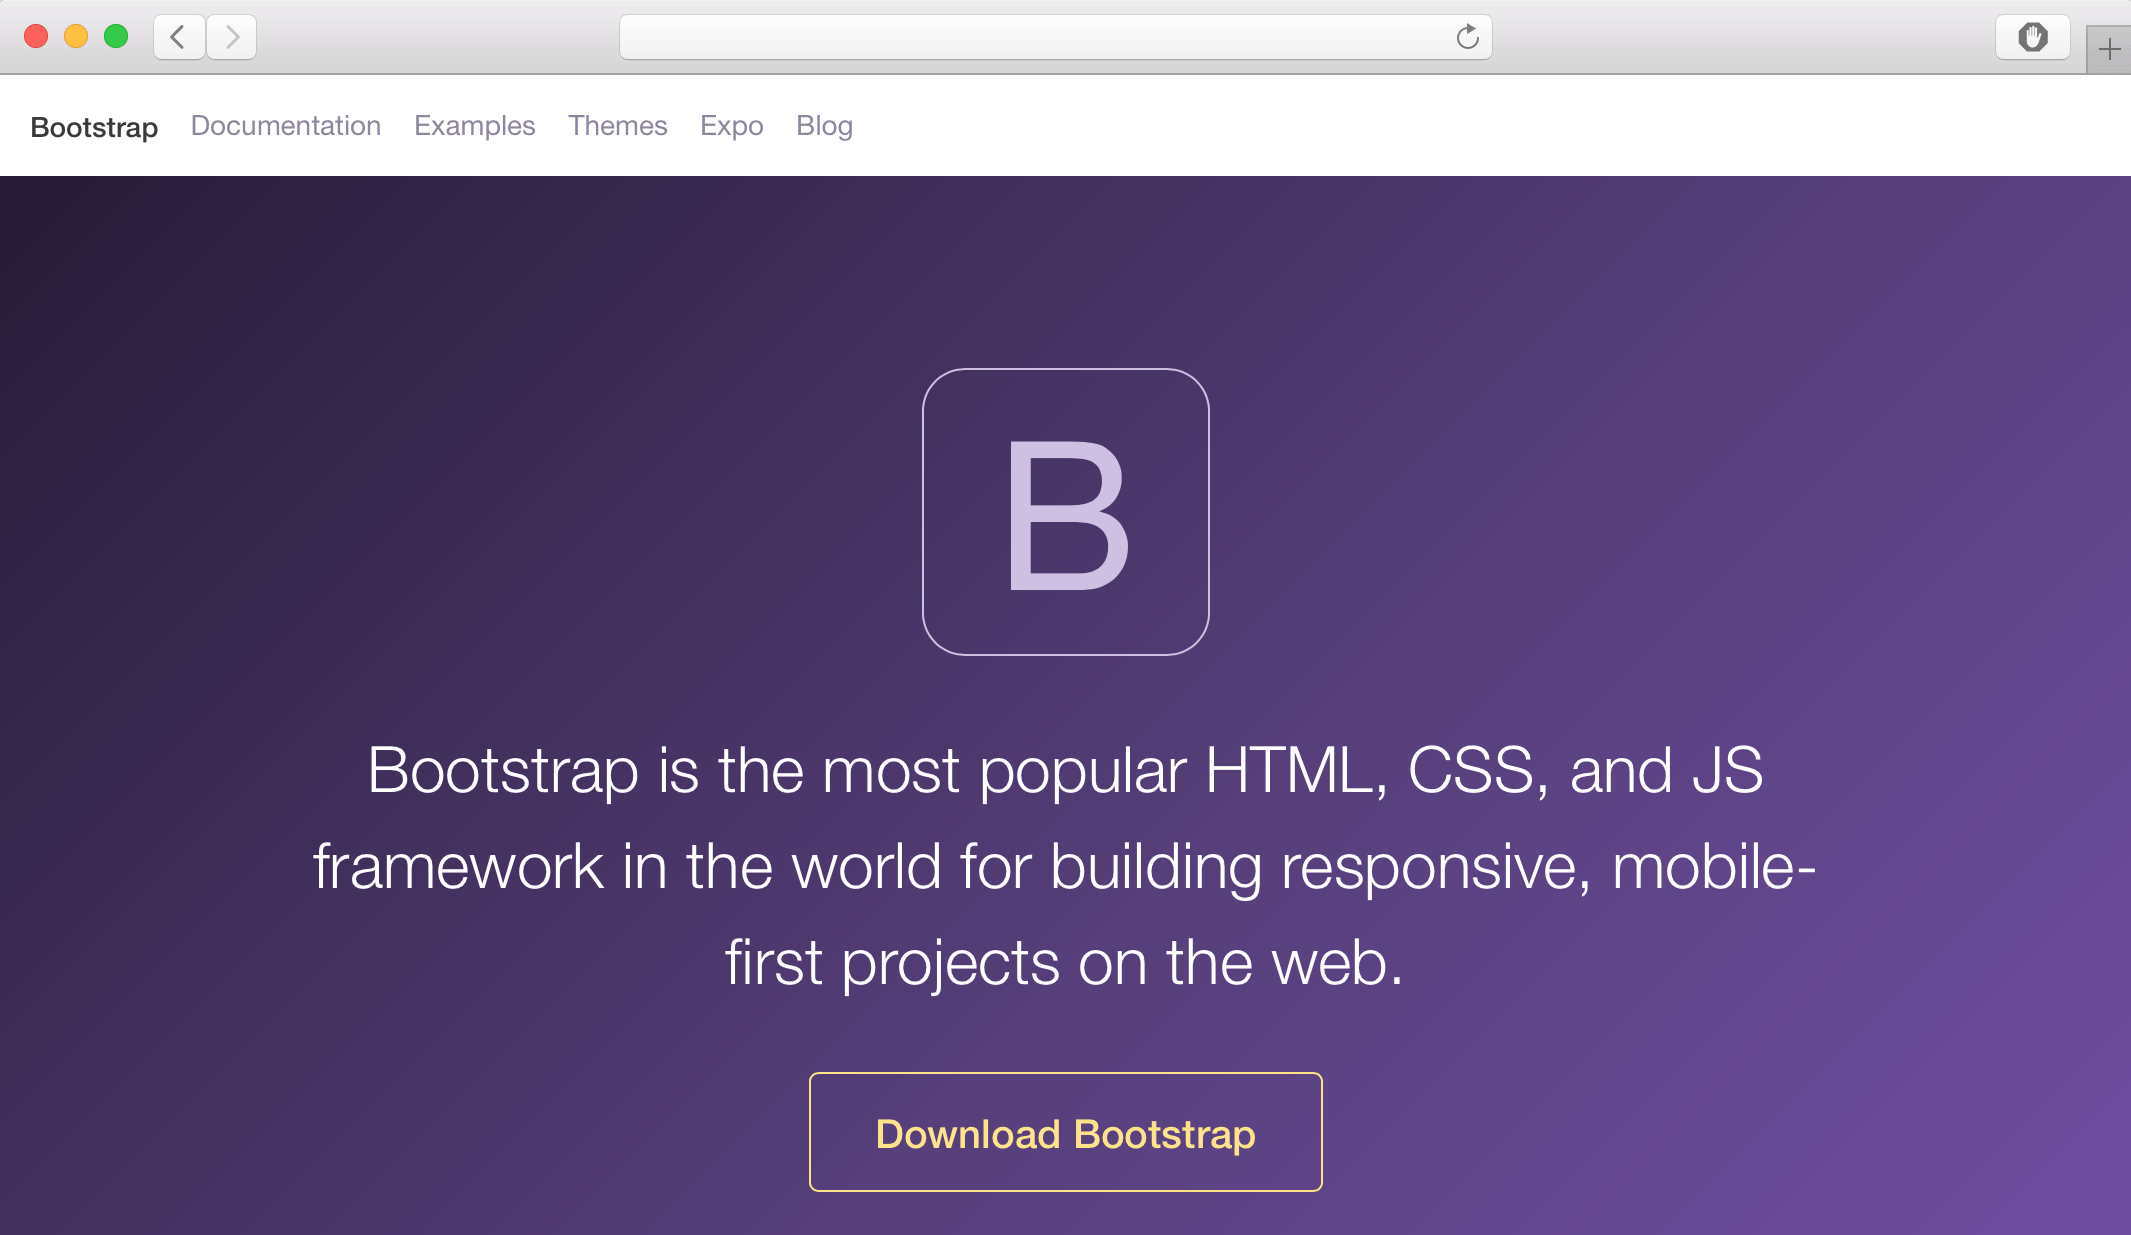 Bootstrap Documentation Examples Themes Expo Blog
B
Bootstrap is the most popular HTML, CSS, and JS
framework in the world for building responsive, mobile-
first projects on the web.
Download Bootstrap